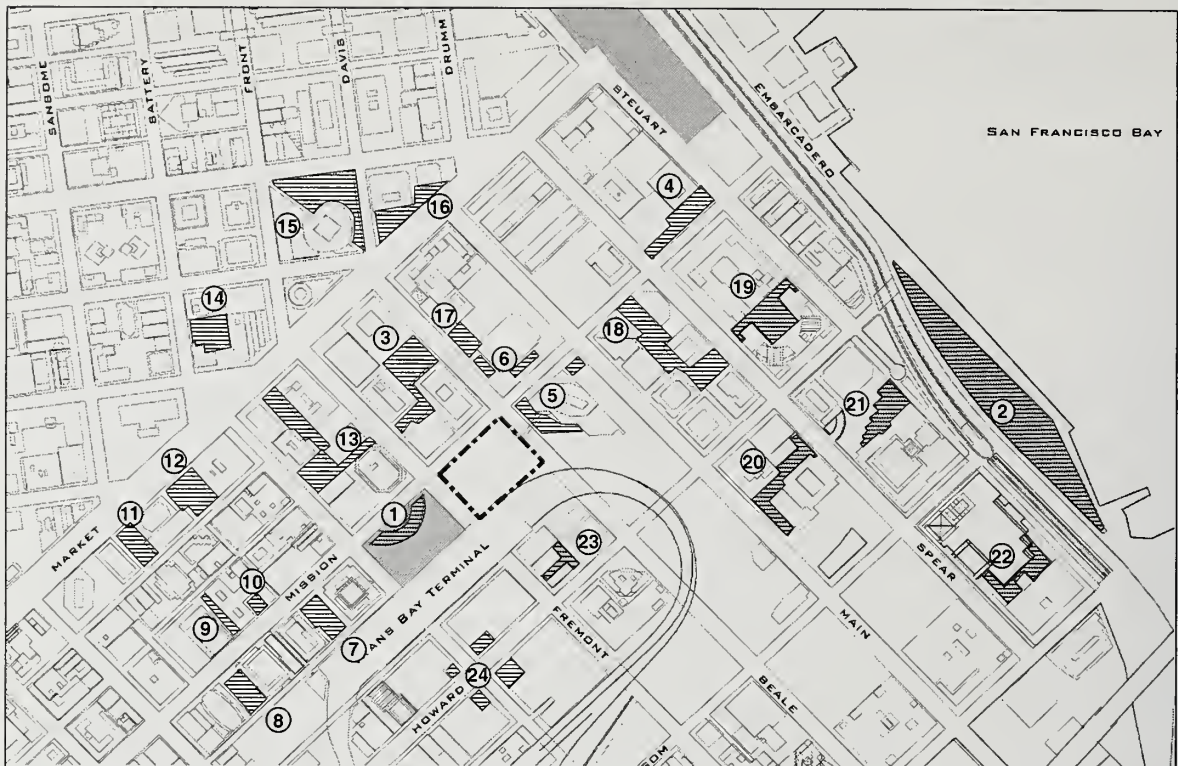 SANBOME
BATTERY
FRONT
DAVIS
DRUMM
STEUART
EMBARCADERO
SAN FRANCISCO BAY
4
15
16
14
19
17
3
6
18
5
2
21
13
12
20
1
11
MARKET
23
22
10
MISSION
SPEAR
9
7
ANS BAY TERMINAL
FREMONT
MAIN
24
8
HOWARD
BEALE
SOM